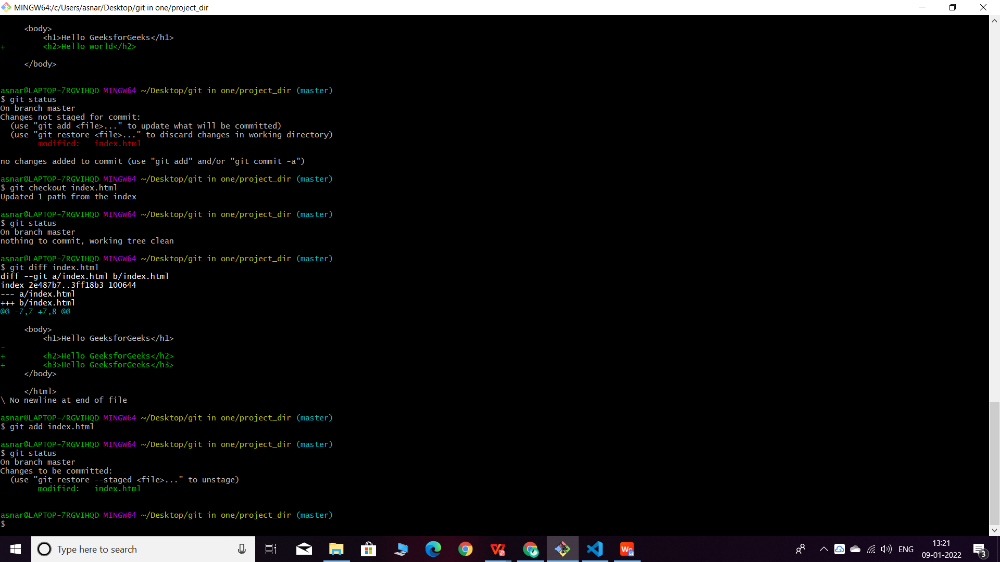 MINGW64:/c/Users/asnar/Desktop/git in one/project_dir
<body>
<h1>Hello GeeksforGeeks</h1>
+ <h2>Hello world</h2>
</body>
asnar@LAPTOP-7RGVIHQD MINGW64 ~/Desktop/git in one/project_dir (master)
$ git status
On branch master
Changes not staged for commit:
(use "git add <file>..." to update what will be committed)
(use "git restore <file>..." to discard changes in working directory)
modified: index.html
no changes added to commit (use "git add" and/or "git commit -a")
asnar@LAPTOP-7RGVIHQD MINGW64 ~/Desktop/git in one/project_dir (master)
$ git checkout index.html
Updated 1 path from the index
asnar@LAPTOP-7RGVIHQD MINGW64 ~/Desktop/git in one/project_dir (master)
$ git status
On branch master
nothing to commit, working tree clean
asnar@LAPTOP-7RGVIHQD MINGW64 ~/Desktop/git in one/project_dir (master)
$ git diff index.html
diff --git a/index.html b/index.html
index 2e487b7..3ff18b3 100644
--- a/index.html
+++ b/index.html
@@ -7,7 +7,8 @@
<body>
<h1>Hello GeeksforGeeks</h1>
-
+ <h2>Hello GeeksforGeeks</h2>
+ <h3>Hello GeeksforGeeks</h3>
</body>
</html>
\ No newline at end of file
asnar@LAPTOP-7RGVIHQD MINGW64 ~/Desktop/git in one/project_dir (master)
$ git add index.html
asnar@LAPTOP-7RGVIHQD MINGW64 ~/Desktop/git in one/project_dir (master)
$ git status
On branch master
Changes to be committed:
(use "git restore --staged <file>..." to unstage)
modified: index.html
asnar@LAPTOP-7RGVIHQD MINGW64 ~/Desktop/git in one/project_dir (master)
$
Type here to search
ENG
13:21
09-01-2022
3